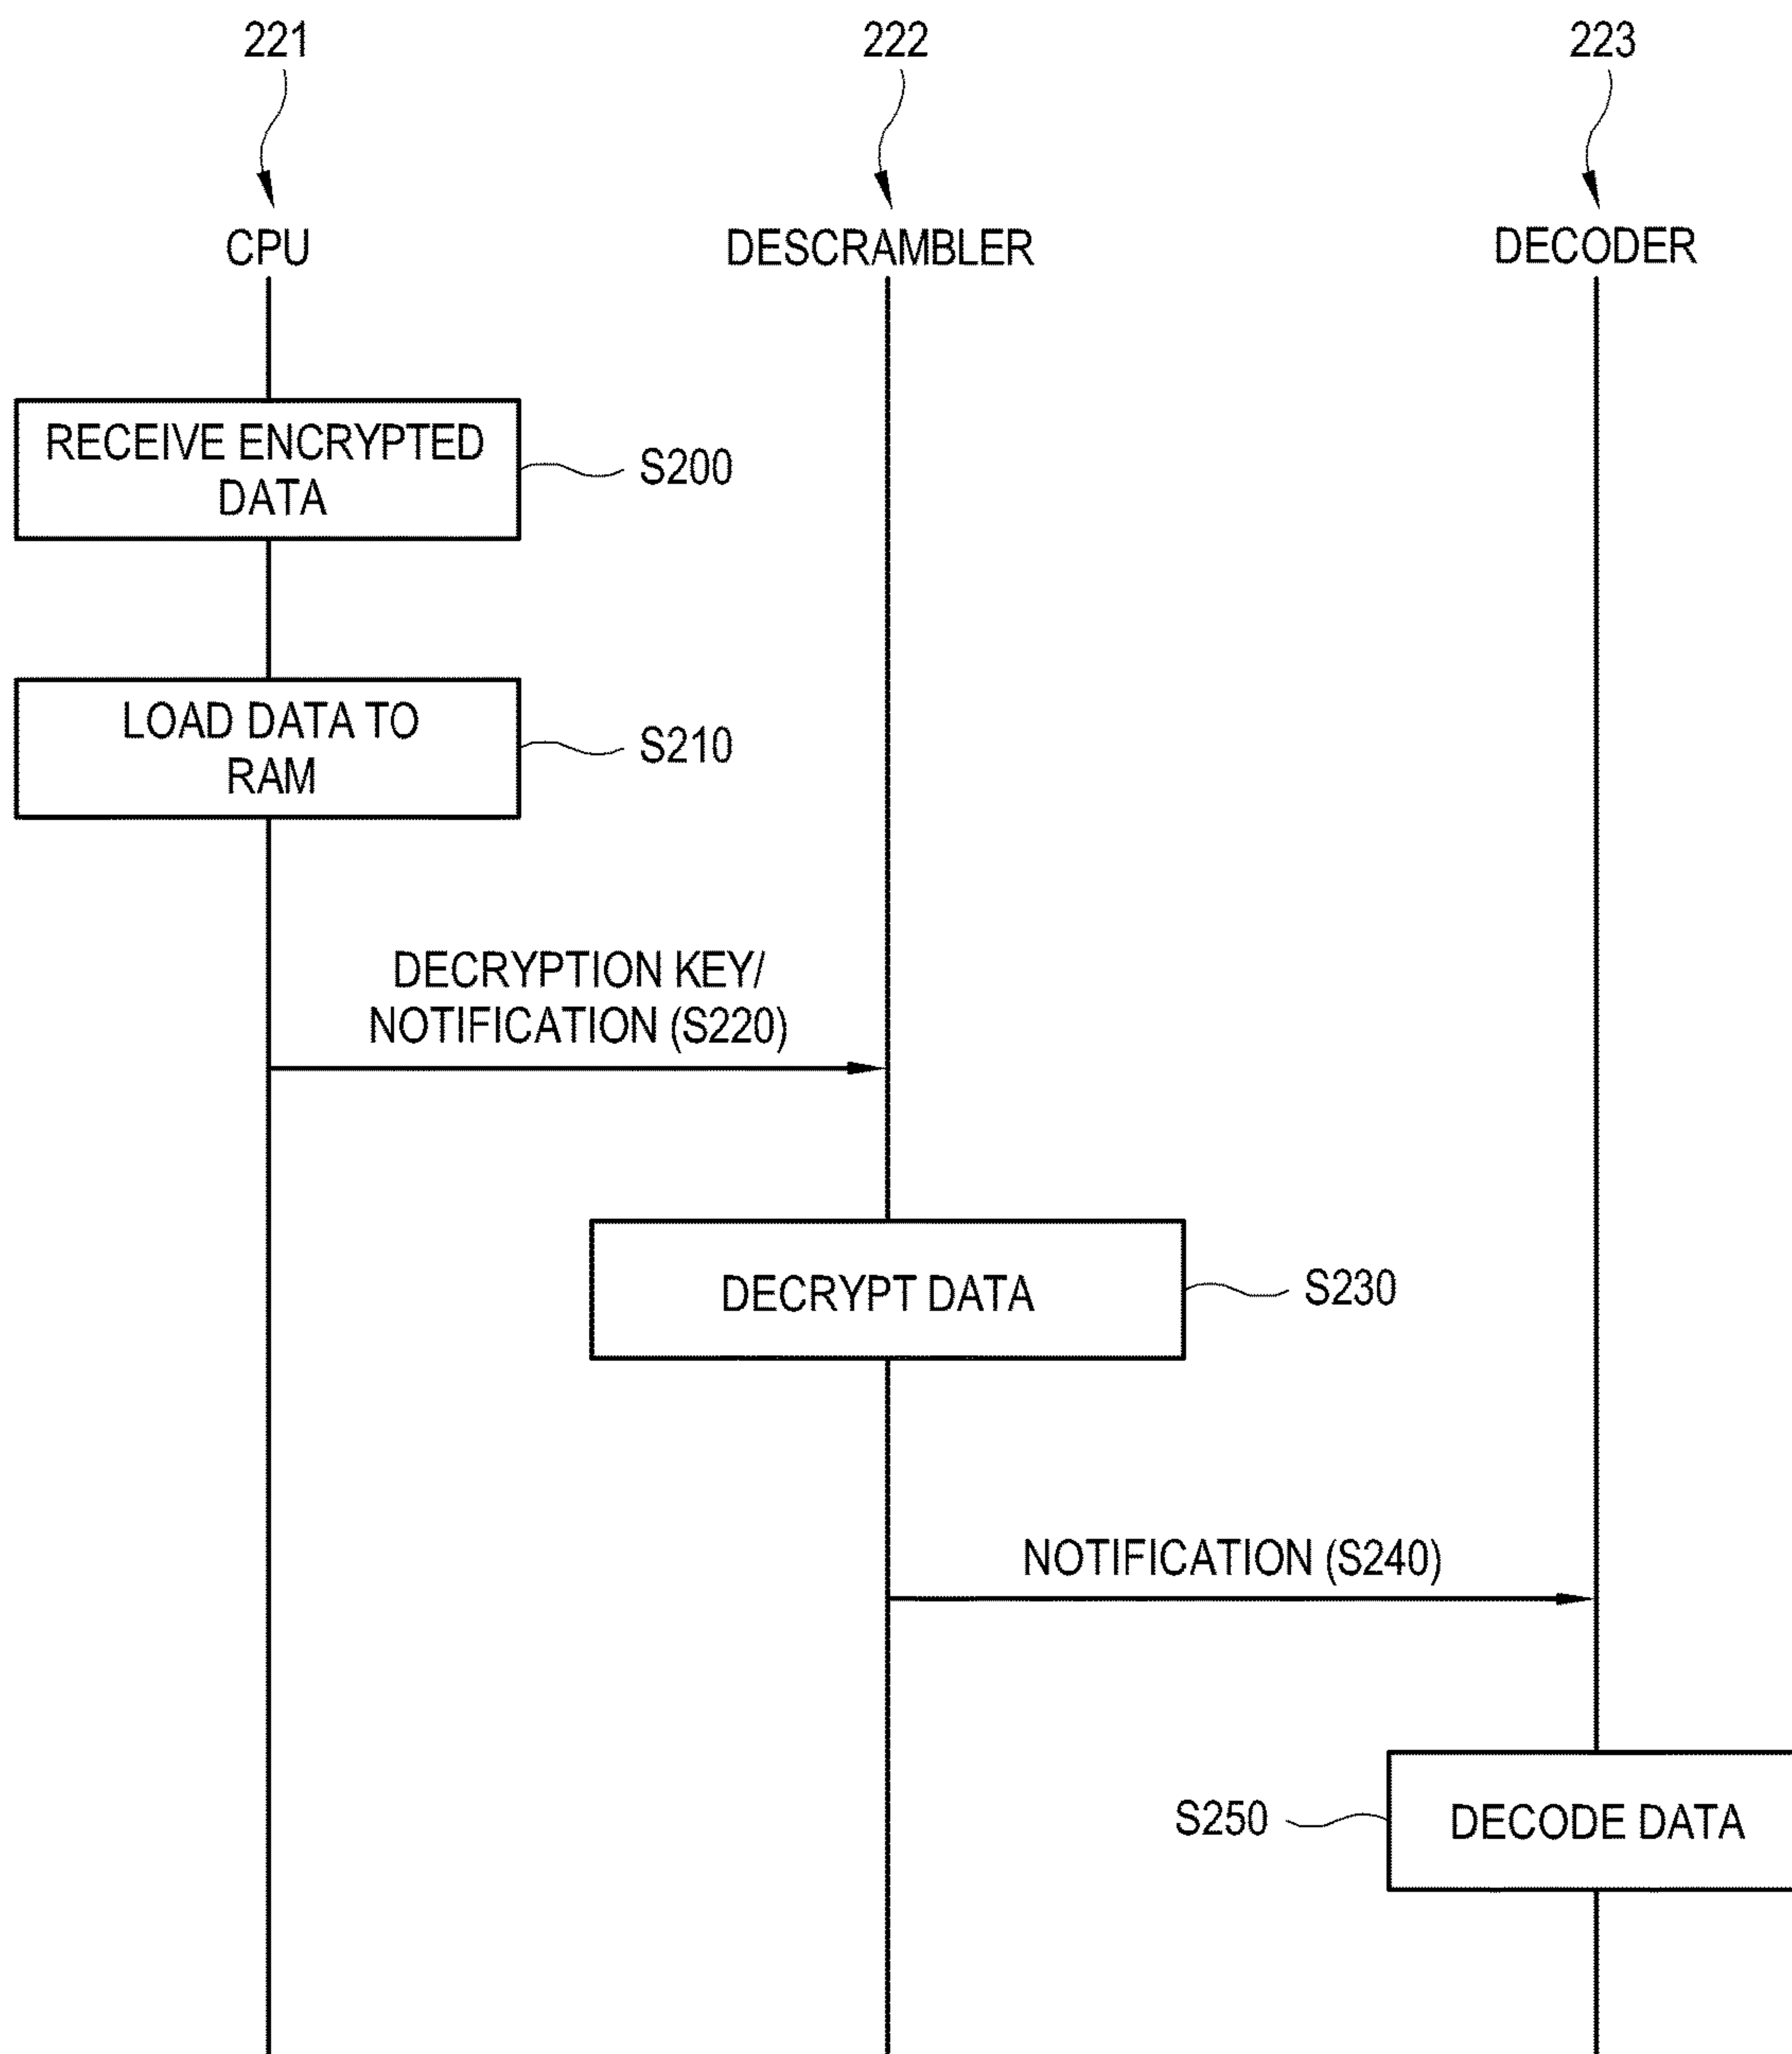 221
222
223
CPU
DESCRAMBLER
DECODER
RECEIVE ENCRYPTED
DATA
S200
LOAD DATA TO
RAM
S210
DECRYPTION KEY/
NOTIFICATION (S220)
DECRYPT DATA
S230
NOTIFICATION (S240)
S250
DECODE DATA